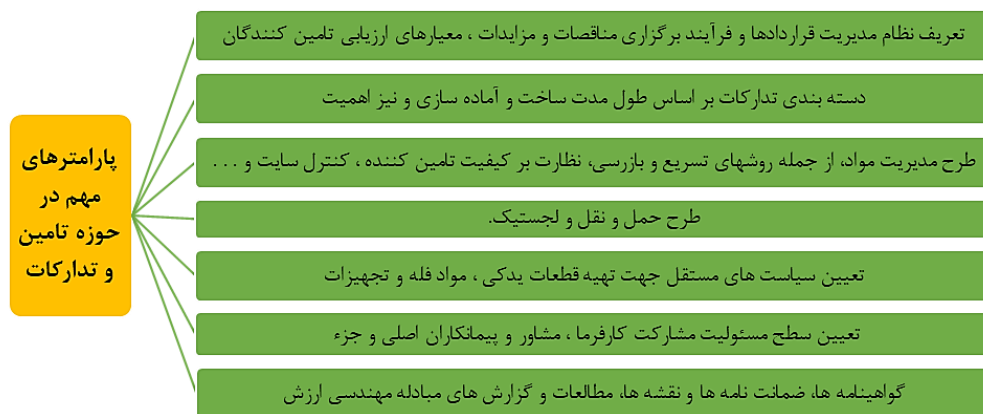 پارامترهای
مهم در
حوزه تامین
و تدارکات
تعریف نظام مدیریت قراردادها و فرآیند برگزاری مناقصات و مزایدات ، معیارهای ارزیابی تامین کنندگان
دسته بندی تدارکات بر اساس طول مدت ساخت و آماده سازی و نیز اهمیت
طرح مدیریت مواد، از جمله روشهای تسریع و بازرسی، نظارت بر کیفیت تامین کننده ، کنترل سایت و ...
طرح حمل و نقل و لجستیک.
تعیین سیاست های مستقل جهت تهیه قطعات یدکی ، مواد فله و تجهیزات
تعیین سطح مسئولیت مشارکت کارفرما ، مشاور و پیمانکاران اصلی و جزء
گواهینامه ها، ضمانت نامه ها و نقشه ها، مطالعات و گزارش های مبادله مهندسی ارزش